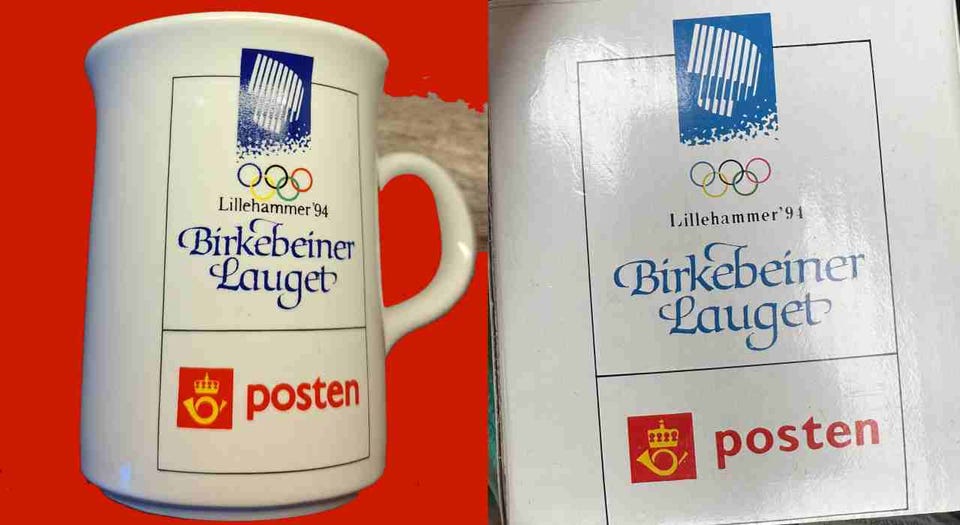 Lillehammer'94
Birkebeiner
Lauget
posten
Lillehammer'94
Birkebeiner
Lauget
posten